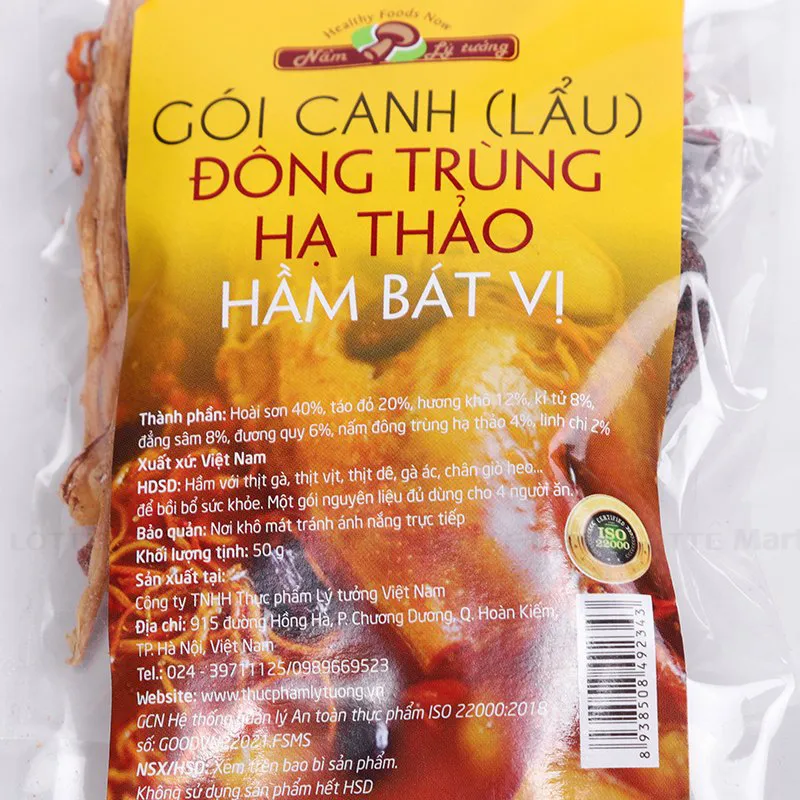 Healthy Foods Now
Nấm Lý tưởng
GÓI CANH (LẨU)
ĐÔNG TRÙNG
HẠ THẢO
HẦM BÁT VỊ
Thành phần: Hoài sơn 40%, táo đỏ 20%, hương khô 12%, kỉ tử 8%,
đẳng sâm 8%, đương quy 6%, nấm đông trùng hạ thảo 4%, linh chi 2%
Xuất xứ: Việt Nam
HDSD: Hầm với thịt gà, thịt vịt, thịt dê, gà ác, chân giò heo...
để bồi bổ sức khỏe. Một gói nguyên liệu đủ dùng cho 4 người ăn.
Bảo quản: Nơi khô mát tránh ánh nắng trực tiếp
Khối lượng tịnh: 50 g
Sản xuất tại:
Công ty TNHH Thực phẩm Lý tưởng Việt Nam
Địa chỉ: 915 đường Hồng Hà, P. Chương Dương, Q. Hoàn Kiếm,
TP. Hà Nội, Việt Nam
Tel.: 024 - 39711125/0989669523
Website: www.thucphamlytuong.vn
GCN Hệ thống quản lý An toàn thực phẩm ISO 22000:2018
số: 2021.FSMS
NSX/HSD: Xem trên bao bì sản phẩm.
Không sử dụng sản phẩm hết HSD
ISO
22000
8938508492343
LOTTE Mart